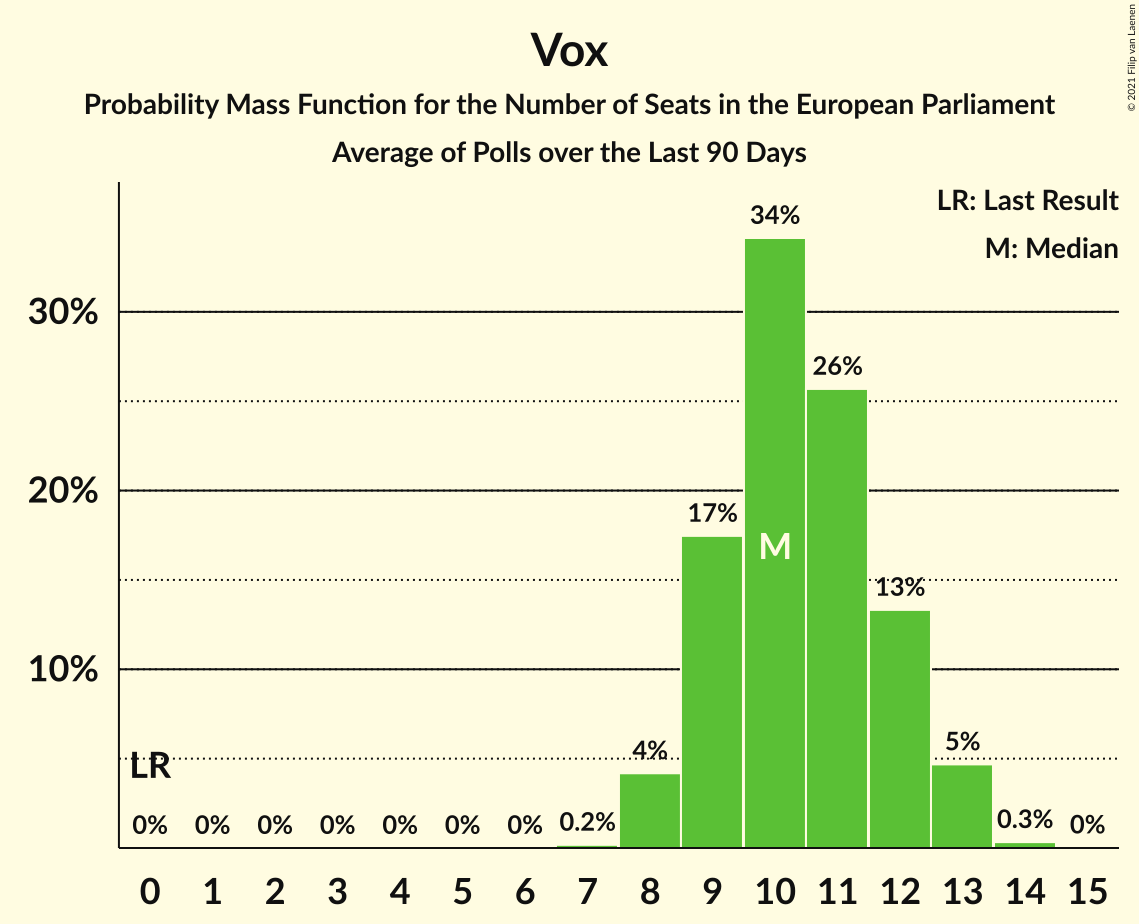 Vox
Probability Mass Function for the Number of Seats in the European Parliament
Average of Polls over the Last 90 Days
© 2021 Filip van Laenen
LR: Last Result
M: Median
34%
30%
26%
20%
17%
M
13%
10%
5%
4%
LR
0% 0% 0% 0% 0% 0% 0% 0.2% 0.3% 0%
0 1 2 3 4 5 6 7 8 9 10 11 12 13 14 15